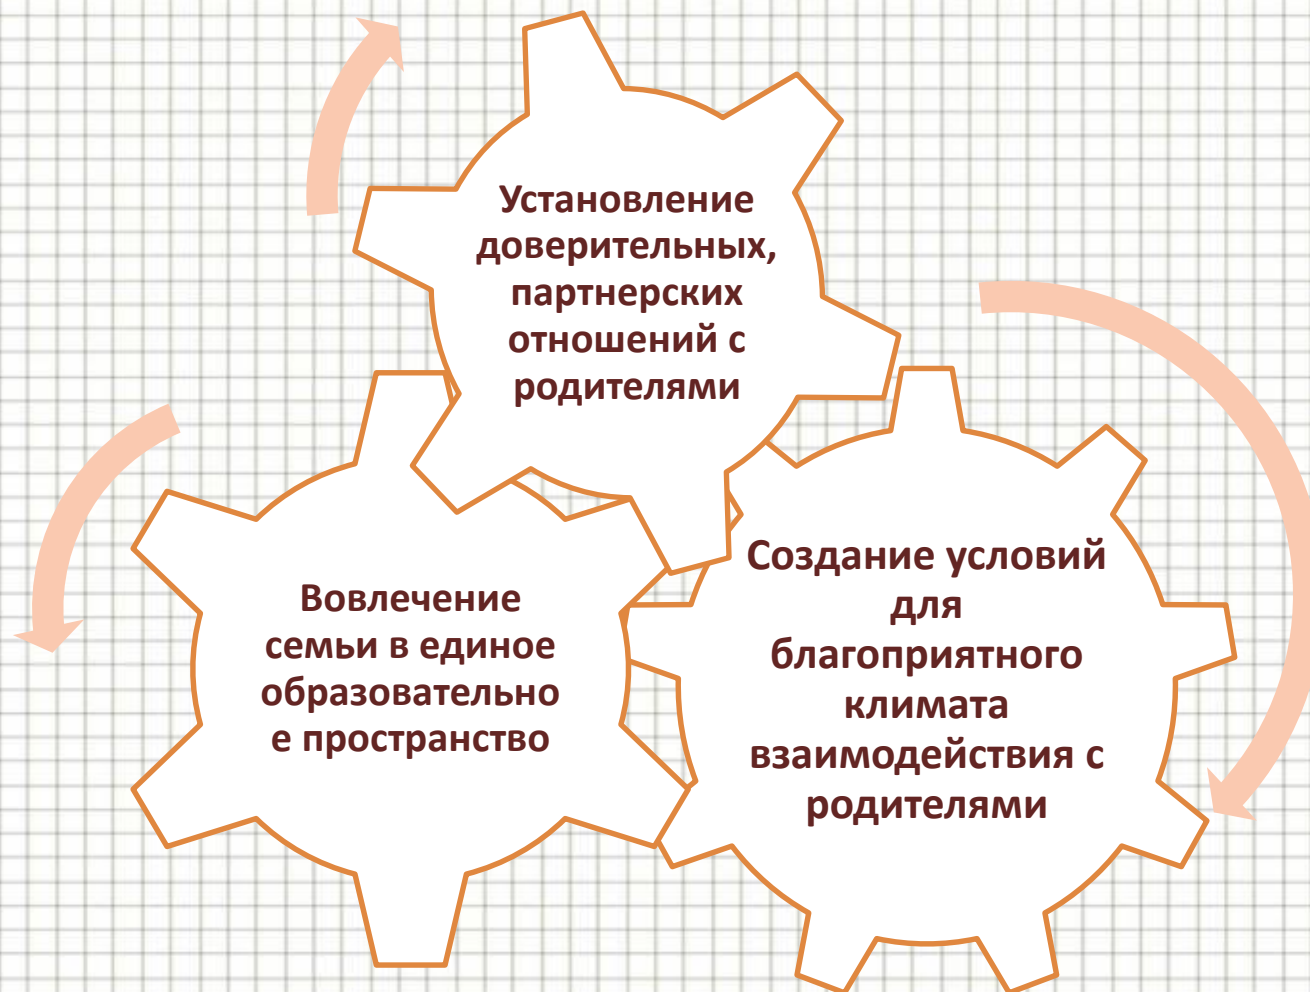 Установление
доверительных,
партнерских
отношений с
родителями
Вовлечение
семьи в единое
образовательно
е пространство
Создание условий
для
благоприятного
климата
взаимодействия с
родителями